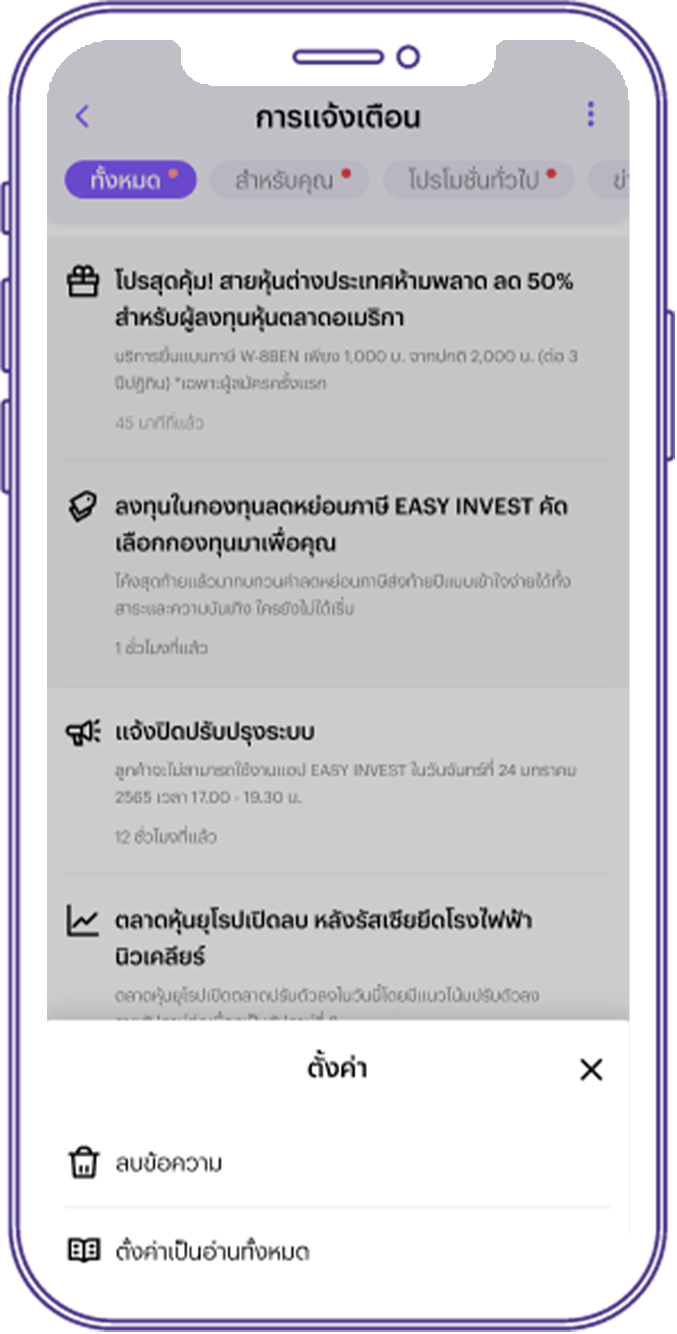 การแจ้งเตือน
ทั้งหมด
สำหรับคุณ
โปรโมชั่นทั่วไป
ข่
โปรสุดคุ้ม! สายหุ้นต่างประเทศห้ามพลาด ลด 50%
สำหรับผู้ลงทุนหุ้นตลาดอเมริกา
บริการยื่นแบบภาษี W-8BEN เพียง 1,000 บ. จากปกติ 2,000 บ. (ต่อ 3
ปีปฏิทิน) *เฉพาะผู้สมัครครั้งแรก
45 นาทีที่แล้ว
ลงทุนในกองทุนลดหย่อนภาษี EASY INVEST คัด
เลือกกองทุนมาเพื่อคุณ
โค้งสุดท้ายแล้วมาทบทวนค่าลดหย่อนภาษีส่งท้ายปีแบบเข้าใจง่ายได้ทั้ง
สาระและความบันเทิง ใครยังไม่ได้เริ่ม
1 ชั่วโมงที่แล้ว
แจ้งปิดปรับปรุงระบบ
ลูกค้าจะไม่สามารถใช้งานแอป EASY INVEST ในวันจันทร์ที่ 24 มกราคม
2565 เวลา 17.00 - 19.30 น.
12 ชั่วโมงที่แล้ว
ตลาดหุ้นยุโรปเปิดลบ หลังรัสเซียยึดโรงไฟฟ้า
นิวเคลียร์
ตลาดหุ้นยุโรปเปิดตลาดปรับตัวลงในวันนี้โดยมีแนวโน้มปรับตัวลง
ตั้งค่า
ลบข้อความ
ตั้งค่าเป็นอ่านทั้งหมด